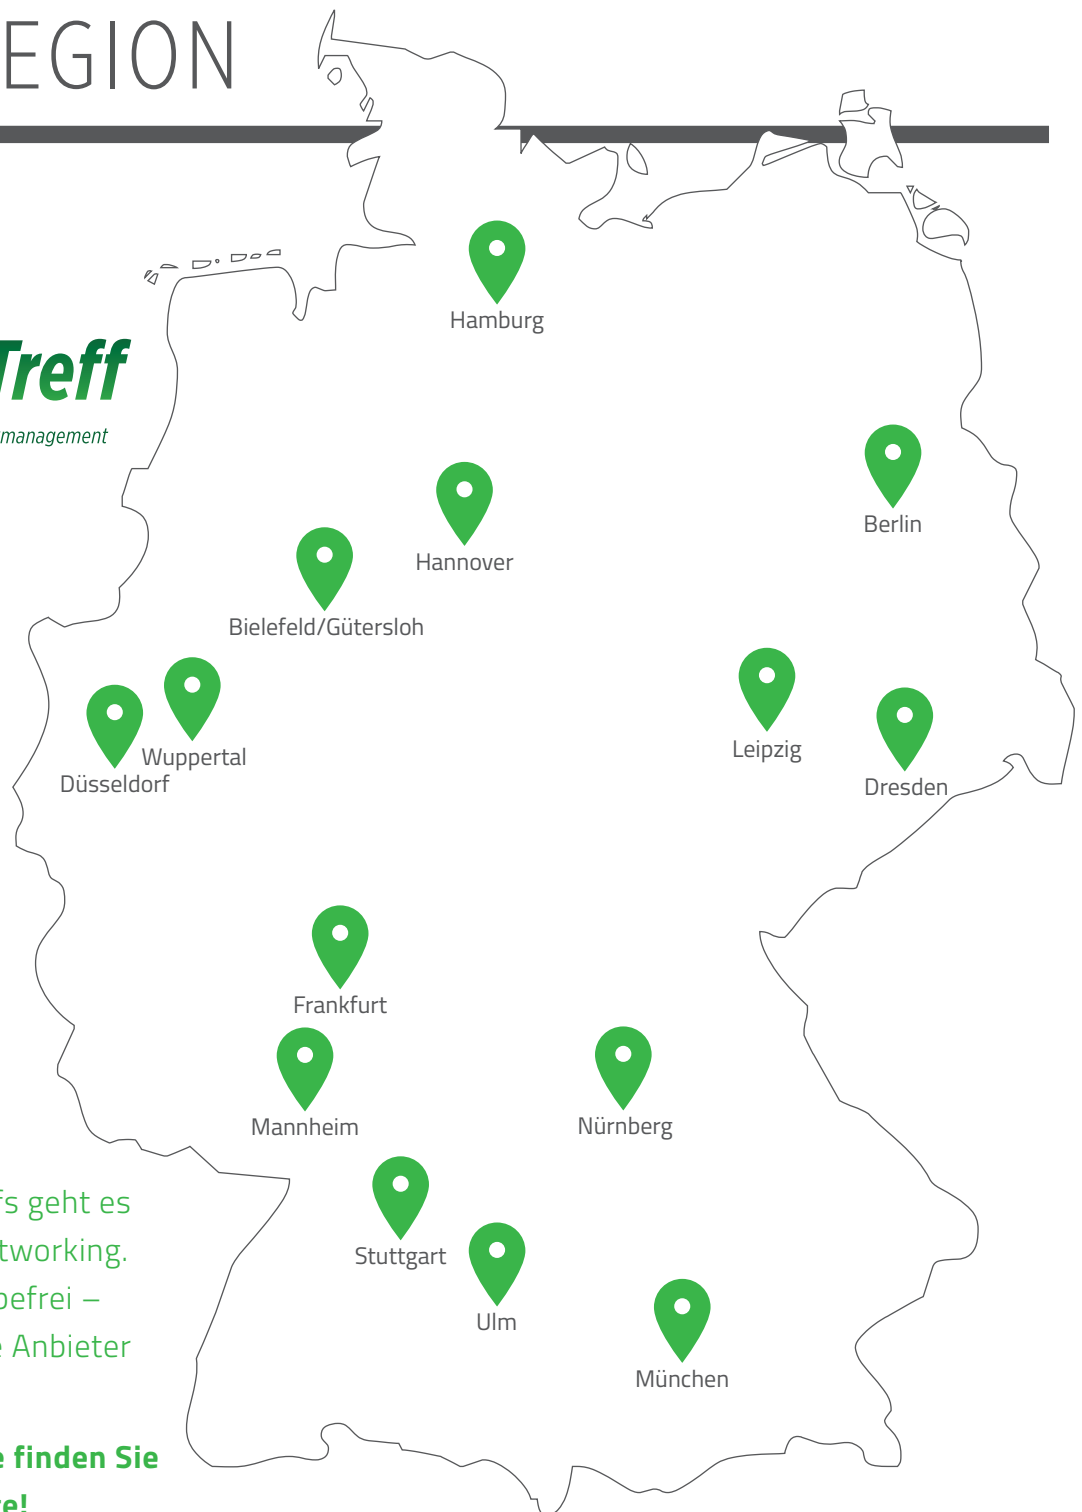 EGION
Treff
management
Hamburg
Berlin
Hannover
Bielefeld/Gütersloh
Wuppertal
Düsseldorf
Leipzig
Dresden
Frankfurt
Mannheim
Nürnberg
Stuttgart
Ulm
München
fs geht es
tworking.
befrei –
e Anbieter
e finden Sie
te!